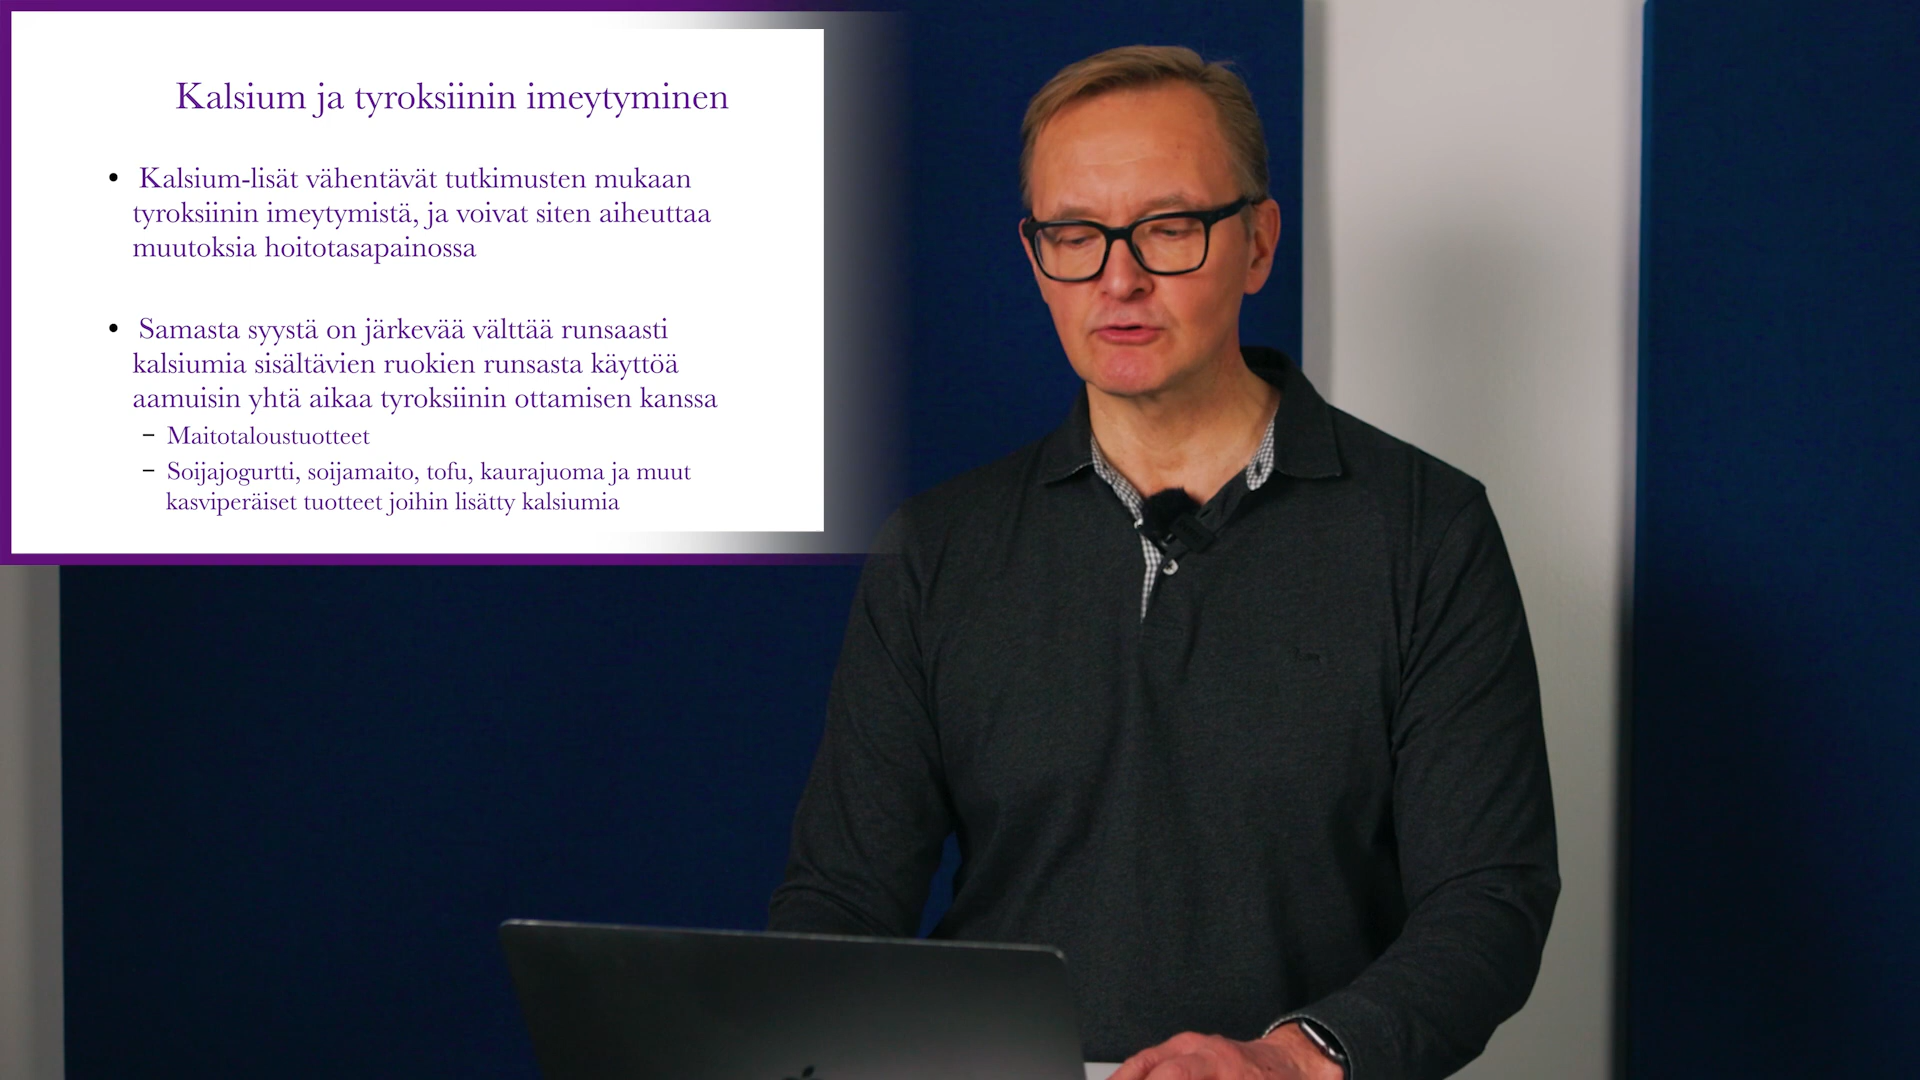 Kalsium ja tyroksiinin imeytyminen
• Kalsium-lisät vähentävät tutkimusten mukaan
tyroksiinin imeytymistä, ja voivat siten aiheuttaa
muutoksia hoitotasapainossa
• Samasta syystä on järkevää välttää runsaasti
kalsiumia sisältävien ruokien runsasta käyttöä
aamuisin yhtä aikaa tyroksiinin ottamisen kanssa
– Maitotaloustuotteet
– Soijajogurtti, soijamaito, tofu, kaurajuoma ja muut
kasviperäiset tuotteet joihin lisätty kalsiumia